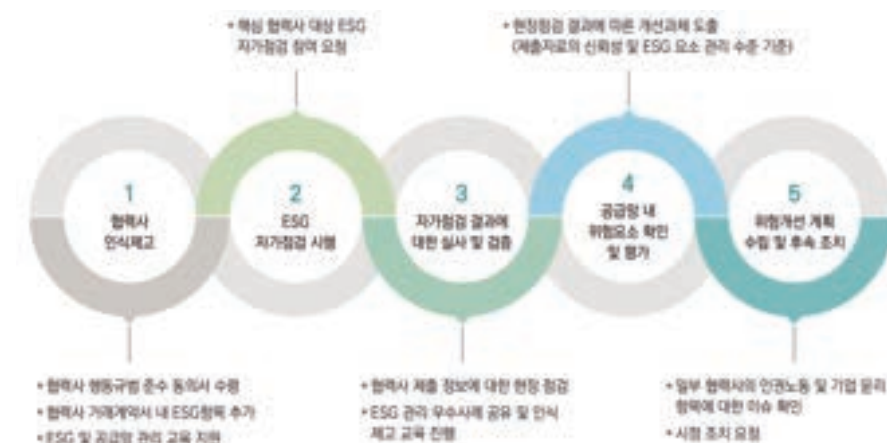 • 핵심 협력사 대상 ESG
자가점검 참여 요청
• 현장점검 결과에 따른 개선과제 도출
(제출자료의 신뢰성 및 ESG 요소 관리 수준 기준)
1
협력사
인식제고
2
ESG
자가점검 시행
3
자가점검 결과에
대한 실사 및 검증
4
공급망 내
위험요소 확인
및 평가
5
위험개선 계획
수립 및 후속 조치
• 협력사 행동규범 준수 동의서 수령
• 협력사 거래계약서 내 ESG항목 추가
• ESG 및 공급망 관리 교육 지원
• 협력사 제출 정보에 대한 현장 점검
• ESG 관리 우수사례 공유 및 인식
제고 교육 진행
• 일부 협력사의 인권노동 및 기업 윤리
항목에 대한 이슈 확인
• 시정 조치 요청